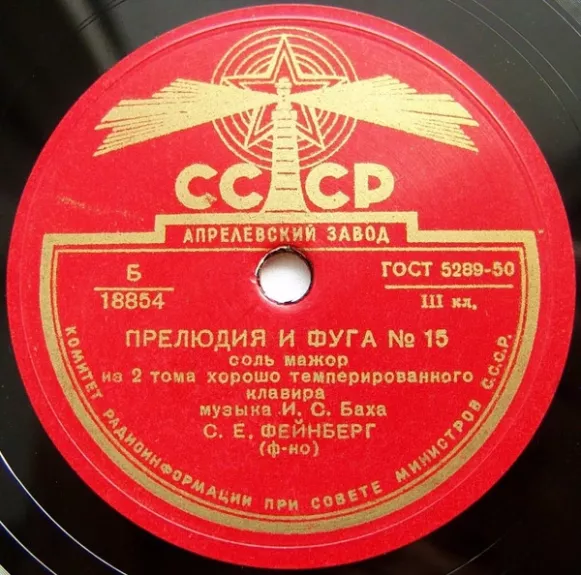 СССР
АПРЕЛЕВСКИЙ ЗАВОД
Б
18854
ГОСТ 5289-50
III кл.
ПРЕЛЮДИЯ И ФУГА № 15
соль мажор
из 2 тома хорошо темперированного
клавира
музыка И. С. Баха
С. Е. ФЕЙНБЕРГ
(ф-но)
КОМИТЕТ РАДИОИНФОРМАЦИИ ПРИ СОВЕТЕ МИНИСТРОВ С.С.С.Р.